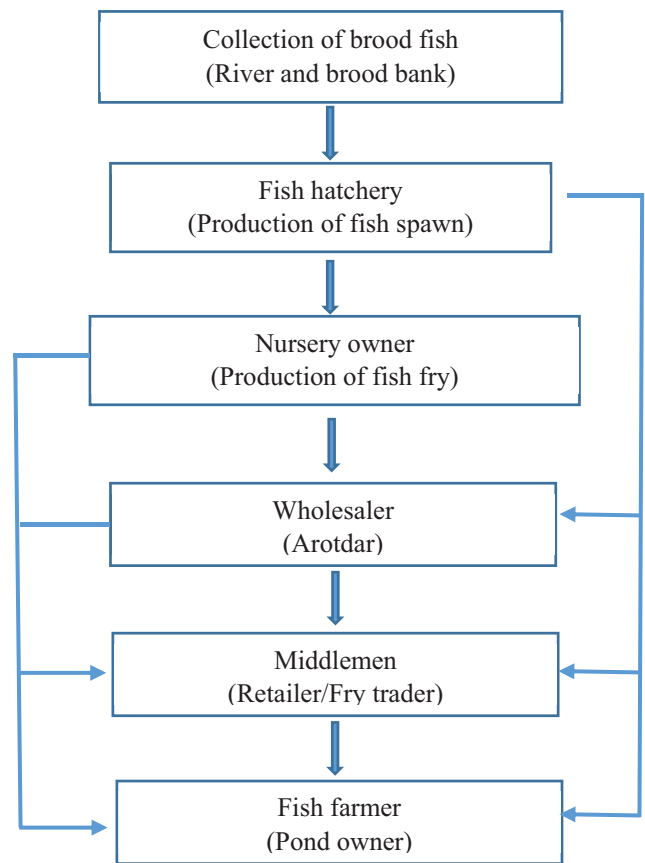 Collection of brood fish
(River and brood bank)
Fish hatchery
(Production of fish spawn)
Nursery owner
(Production of fish fry)
Wholesaler
(Arotdar)
Middlemen
(Retailer/Fry trader)
Fish farmer
(Pond owner)